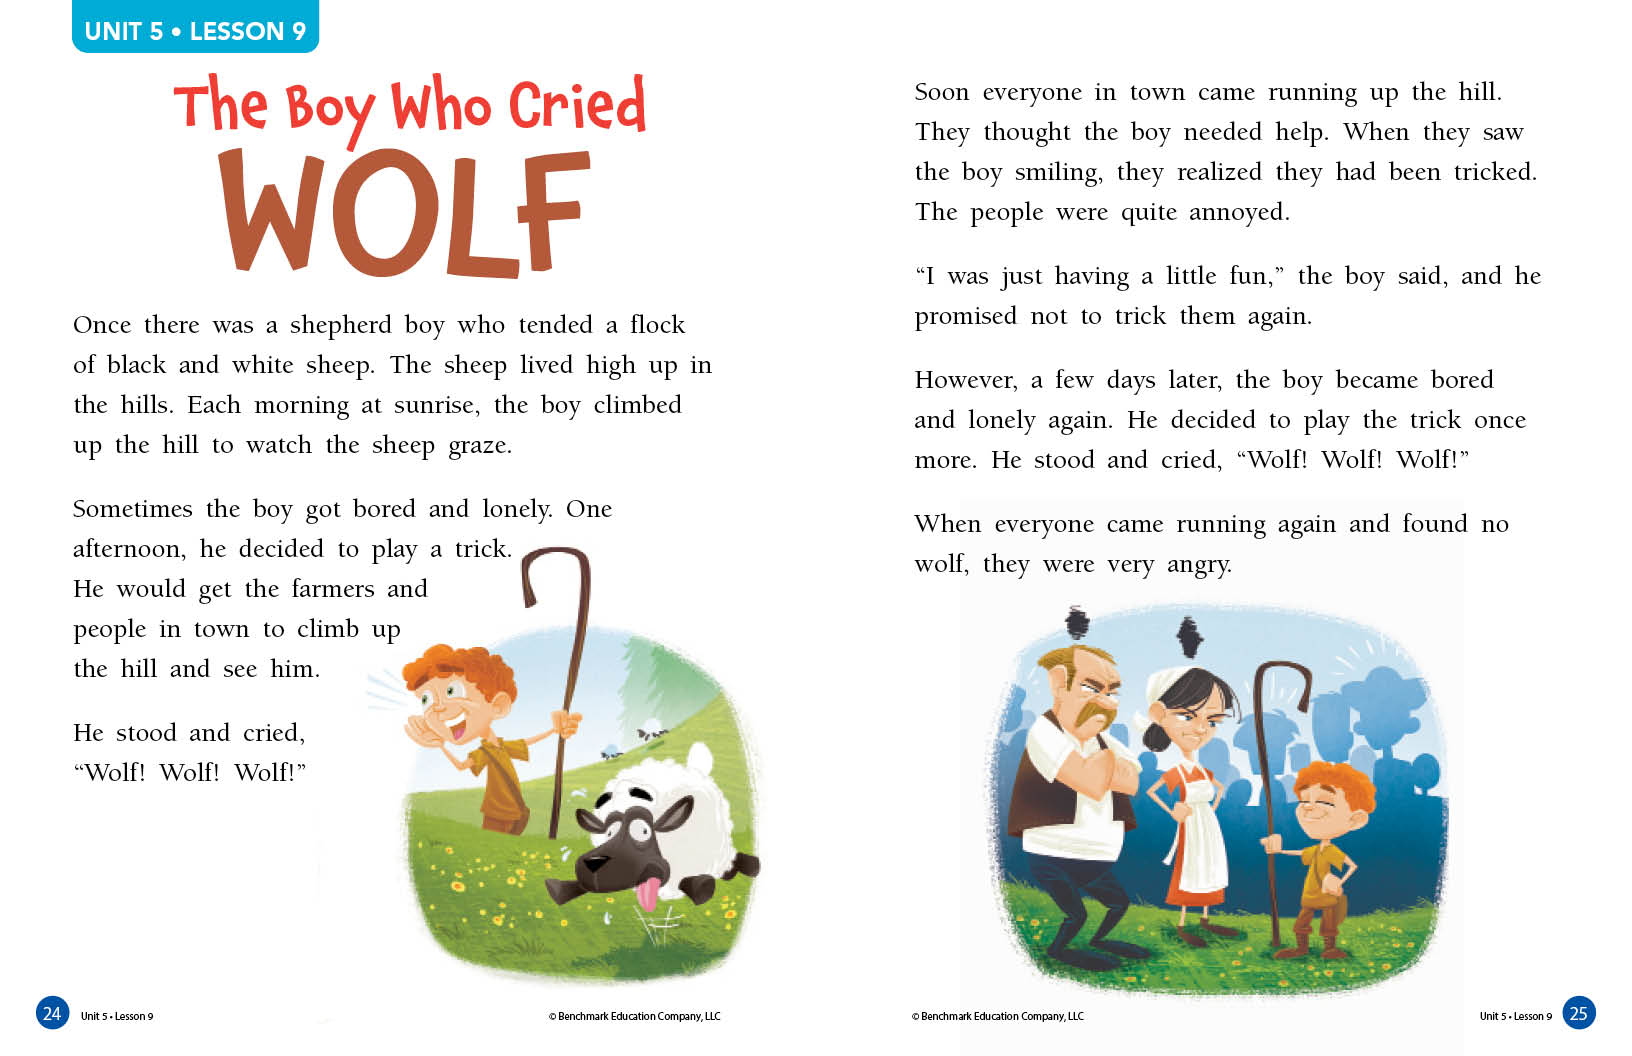 UNIT 5 • LESSON 9
The Boy Who Cried
WOLF
Once there was a shepherd boy who tended a flock
of black and white sheep. The sheep lived high up in
the hills. Each morning at sunrise, the boy climbed
up the hill to watch the sheep graze.
Sometimes the boy got bored and lonely. One
afternoon, he decided to play a trick.
He would get the farmers and
people in town to climb up
the hill and see him.
He stood and cried,
“Wolf! Wolf! Wolf!”
24
Unit 5 • Lesson 9
© Benchmark Education Company, LLC
Soon everyone in town came running up the hill.
They thought the boy needed help. When they saw
the boy smiling, they realized they had been tricked.
The people were quite annoyed.
“I was just having a little fun,” the boy said, and he
promised not to trick them again.
However, a few days later, the boy became bored
and lonely again. He decided to play the trick once
more. He stood and cried, “Wolf! Wolf! Wolf!”
When everyone came running again and found no
wolf, they were very angry.
© Benchmark Education Company, LLC
Unit 5 • Lesson 9
25